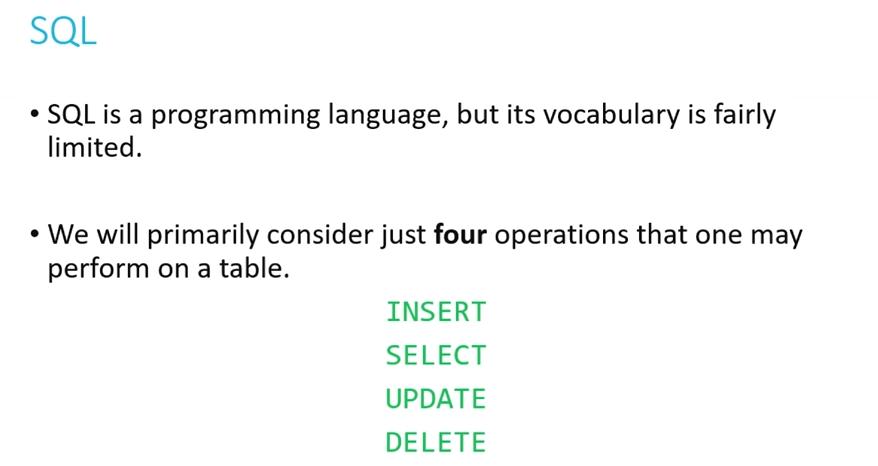 SQL
• SQL is a programming language, but its vocabulary is fairly
limited.
• We will primarily consider just four operations that one may
perform on a table.
INSERT
SELECT
UPDATE
DELETE